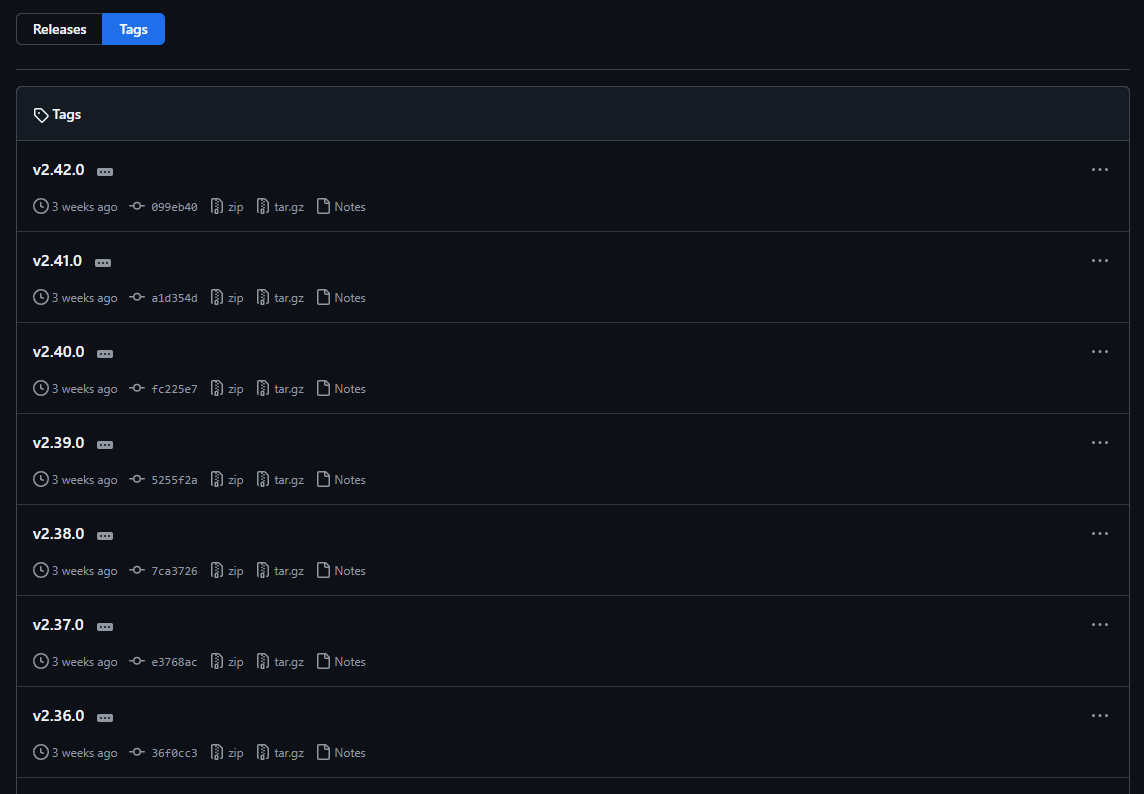 Releases Tags
Tags
v2.42.0
3 weeks ago 099eb40 zip tar.gz Notes
v2.41.0
3 weeks ago a1d354d zip tar.gz Notes
v2.40.0
3 weeks ago fc225e7 zip tar.gz Notes
v2.39.0
3 weeks ago 5255f2a zip tar.gz Notes
v2.38.0
3 weeks ago 7ca3726 zip tar.gz Notes
v2.37.0
3 weeks ago e3768ac zip tar.gz Notes
v2.36.0
3 weeks ago 36f0cc3 zip tar.gz Notes